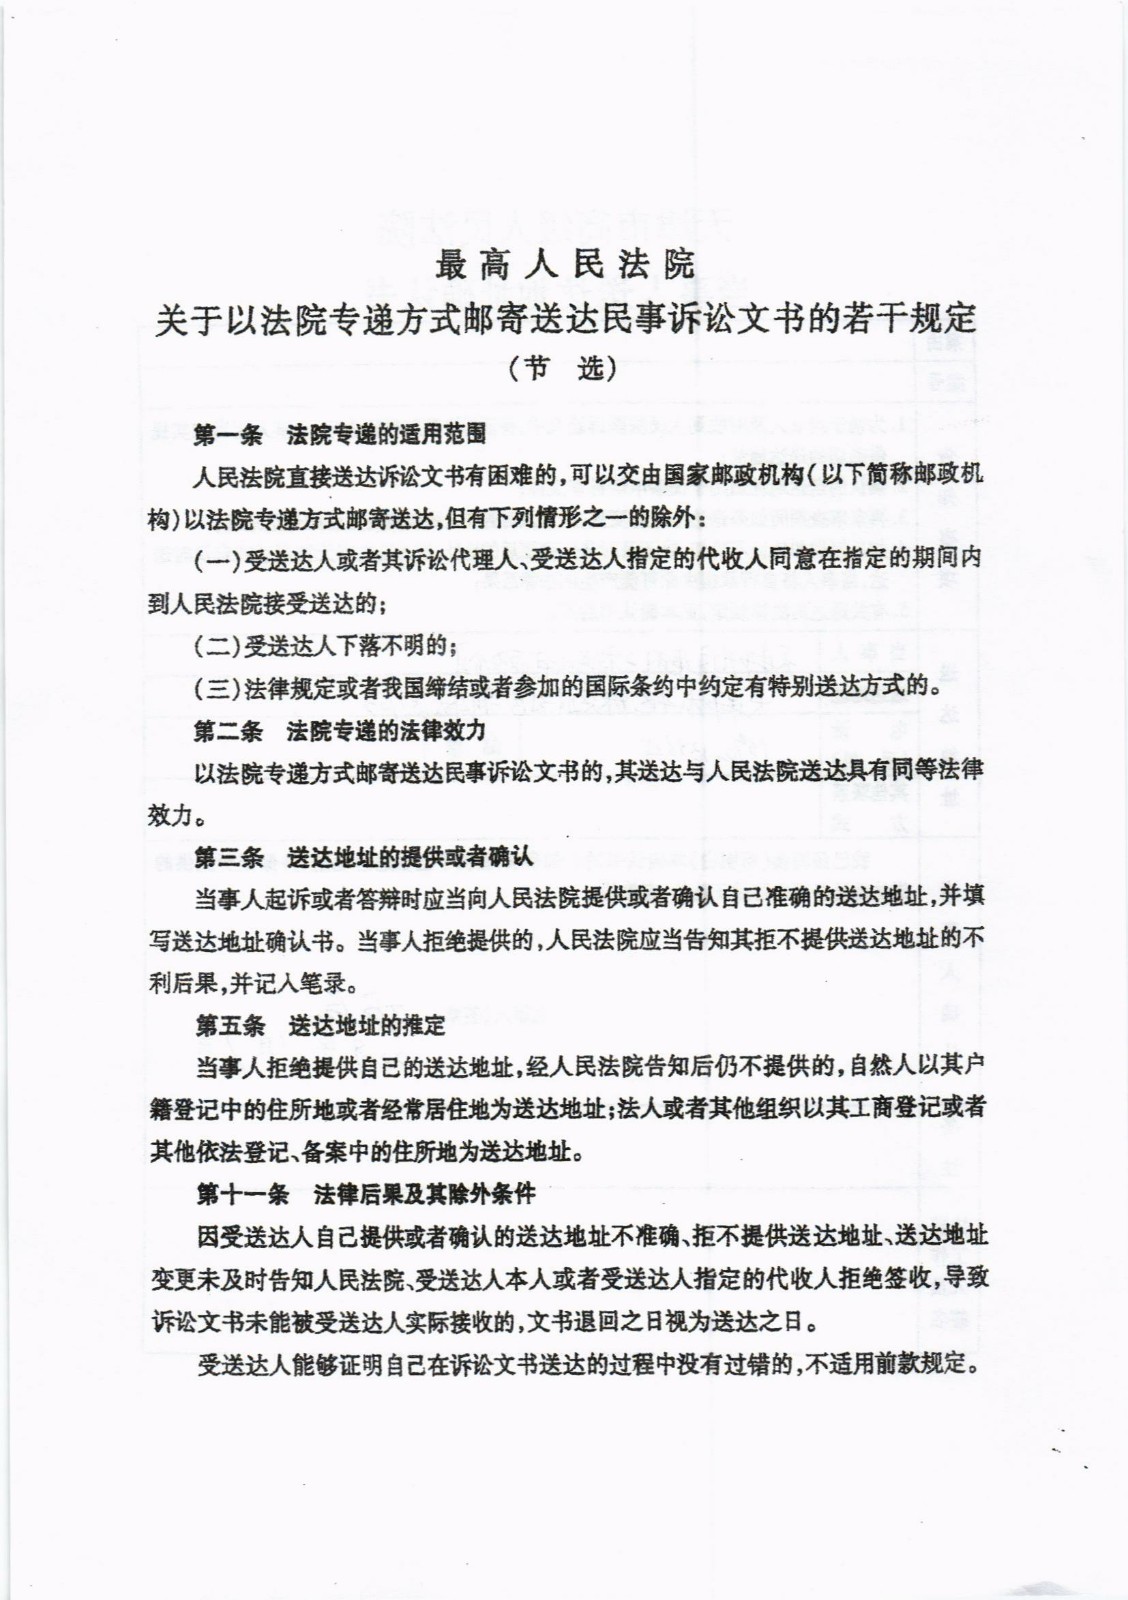 最高人民法院
关于以法院专递方式邮寄送达民事诉讼文书的若干规定
（节　选）
第一条　法院专递的适用范围
人民法院直接送达诉讼文书有困难的，可以交由国家邮政机构（以下简称邮政机
构）以法院专递方式邮寄送达，但有下列情形之一的除外：
（一）受送达人或者其诉讼代理人、受送达人指定的代收人同意在指定的期间内
到人民法院接受送达的；
（二）受送达人下落不明的；
（三）法律规定或者我国缔结或者参加的国际条约中约定有特别送达方式的。
第二条　法院专递的法律效力
以法院专递方式邮寄送达民事诉讼文书的，其送达与人民法院送达具有同等法律
效力。
第三条　送达地址的提供或者确认
当事人起诉或者答辩时应当向人民法院提供或者确认自己准确的送达地址，并填
写送达地址确认书。当事人拒绝提供的，人民法院应当告知其拒不提供送达地址的不
利后果，并记人笔录。
第五条　送达地址的推定
当事人拒绝提供自己的送达地址，经人民法院告知后仍不提供的，自然人以其户
籍登记中的住所地或者经常居住地为送达地址；法人或者其他组织以其工商登记或者
其他依法登记、备案中的住所地为送达地址。
第十一条　法律后果及其除外条件
因受送达人自己提供或者确认的送达地址不准确、拒不提供送达地址、送达地址
变更未及时告知人民法院、受送达人本人或者受送达人指定的代收人拒绝签收，导致
诉讼文书未能被受送达人实际接收的，文书退回之日视为送达之日。
受送达人能够证明自己在诉讼文书送达的过程中没有过错的，不适用前款规定。